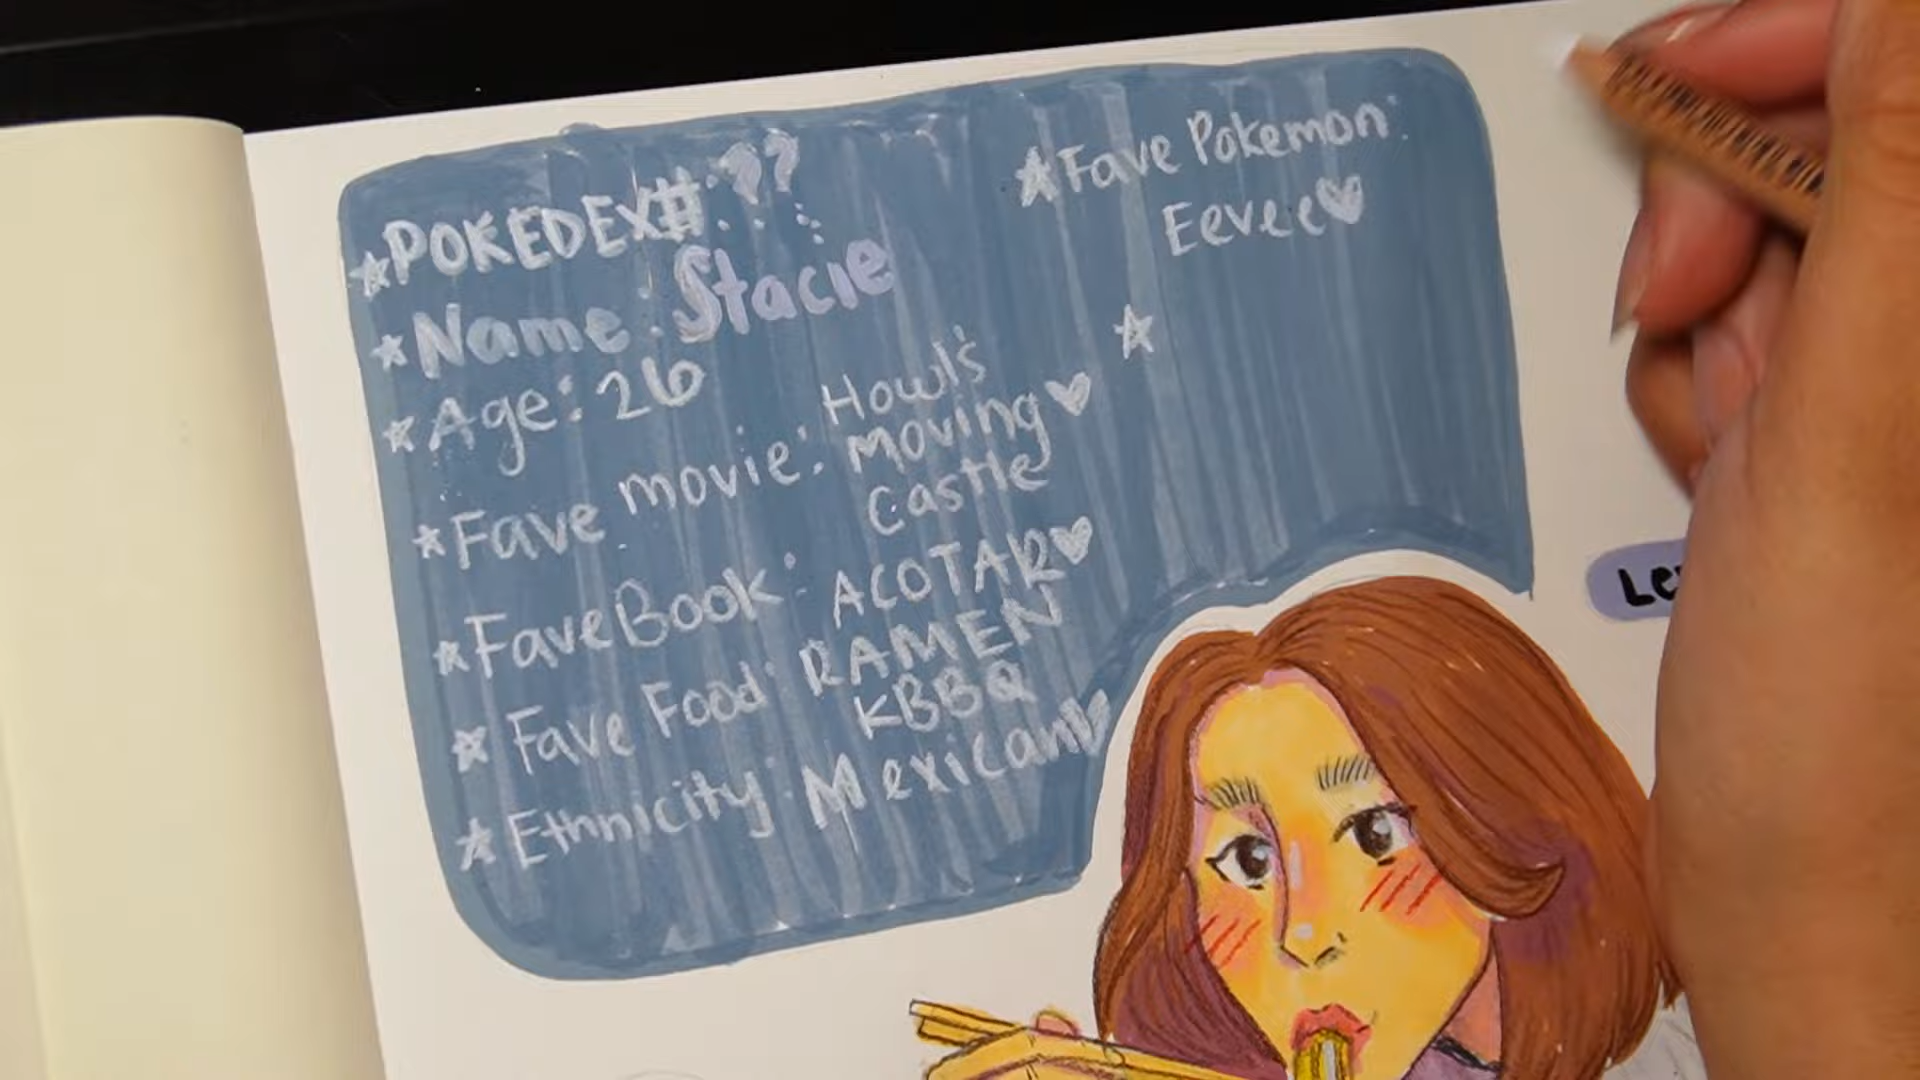 POKEDEX#:??
Name: Stacie
Age: 26
Fave movie: Howl's
Moving
Castle
Fave Book: ACOTAR
Fave Food: RAMEN
KBBQ
Ethnicity: Mexican
Fave Pokemon:
Eevee